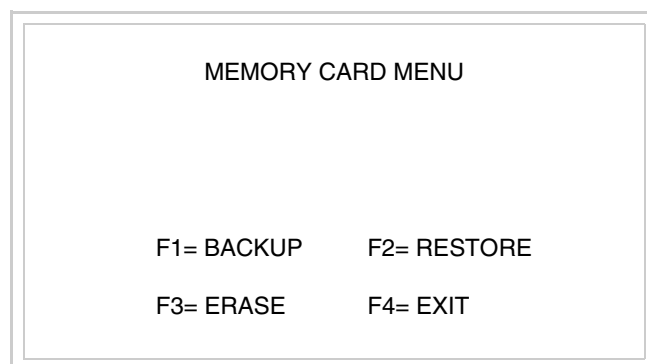 MEMORY CARD MENU
F1= BACKUP F2= RESTORE
F3= ERASE F4= EXIT